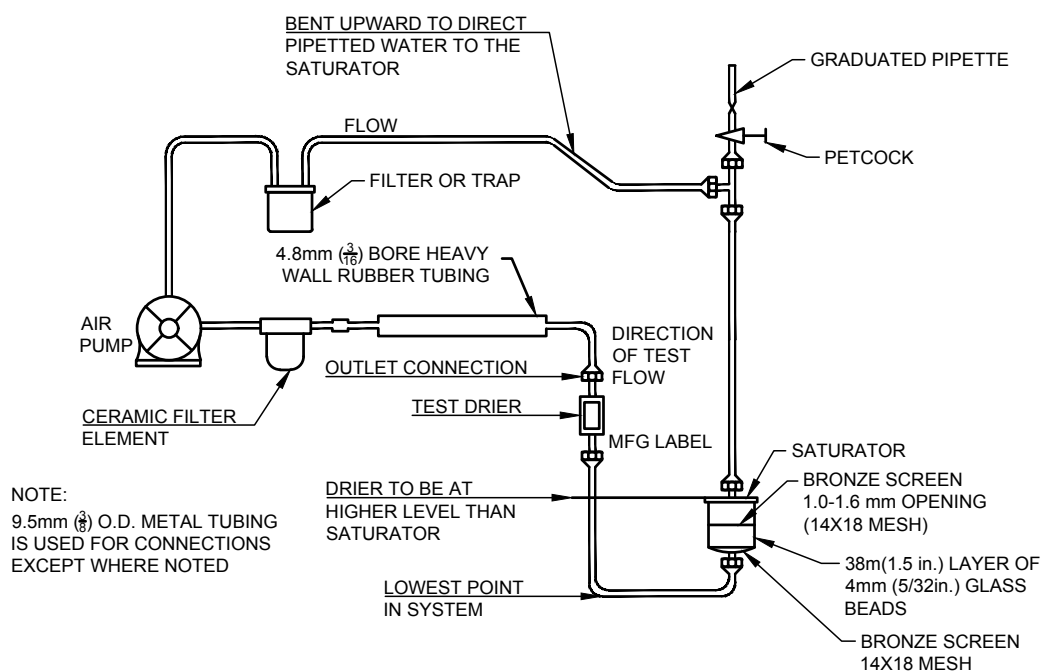 BENT UPWARD TO DIRECT
PIPETTED WATER TO THE
SATURATOR
GRADUATED PIPETTE
FLOW
PETCOCK
FILTER OR TRAP
4.8mm (3/16) BORE HEAVY
WALL RUBBER TUBING
AIR
PUMP
DIRECTION
OF TEST
FLOW
OUTLET CONNECTION
TEST DRIER
CERAMIC FILTER
ELEMENT
MFG LABEL
SATURATOR
BRONZE SCREEN
1.0-1.6 mm OPENING
(14X18 MESH)
DRIER TO BE AT
HIGHER LEVEL THAN
SATURATOR
NOTE:
9.5mm (3/8) O.D. METAL TUBING
IS USED FOR CONNECTIONS
EXCEPT WHERE NOTED
38m(1.5 in.) LAYER OF
4mm (5/32in.) GLASS
BEADS
LOWEST POINT
IN SYSTEM
BRONZE SCREEN
14X18 MESH